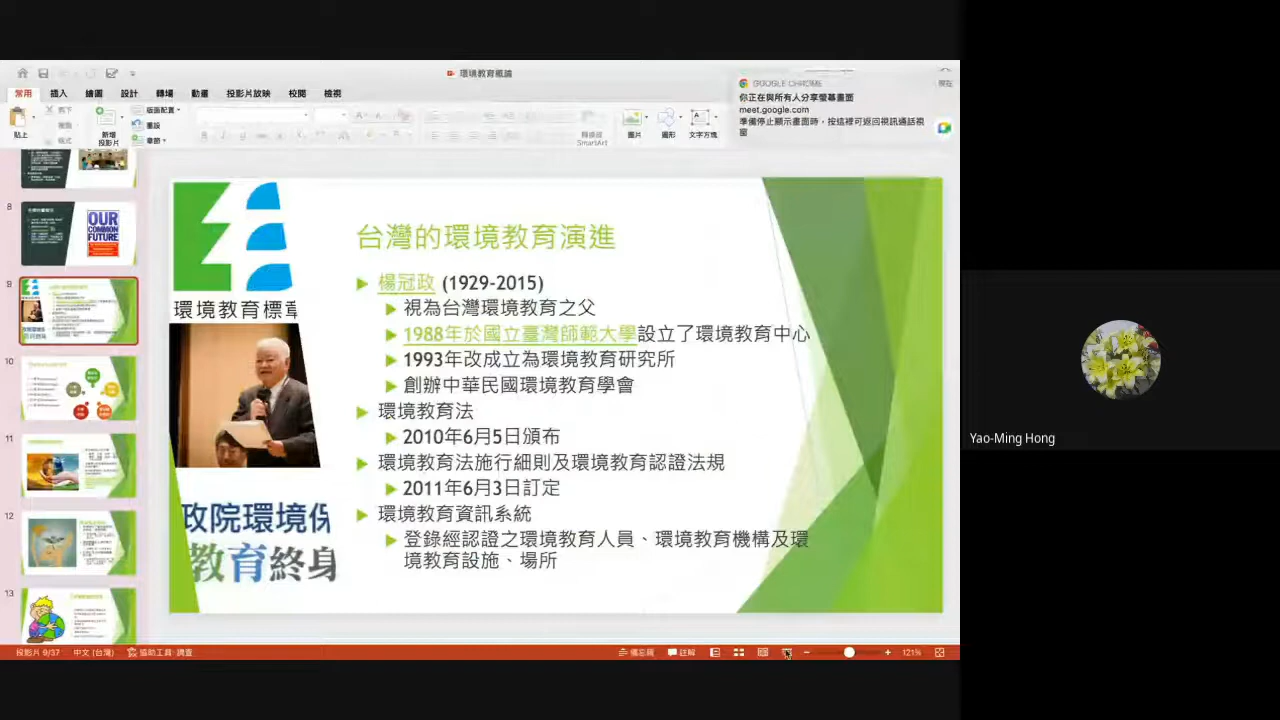 環境教育概論
常用 插入 繪圖 設計 轉場 動畫 投影片放映 校閱 檢視
GOOGLE CHROME
現在
你正在與所有人分享螢幕畫面
meet.google.com
準備停止顯示畫面時，按這裡可返回視訊通話視
窗
貼上
剪下
新增
投影片
版面配置
重設
章節
轉換成
SmartArt
圖片
圖形
文字方塊
8
OUR
COMMON
FUTURE
9
10
11
12
13
環境教育標章
台灣的環境教育演進
楊冠政 (1929-2015)
視為台灣環境教育之父
1988年於國立臺灣師範大學設立了環境教育中心
1993年改成立為環境教育研究所
創辦中華民國環境教育學會
環境教育法
2010年6月5日頒布
環境教育法施行細則及環境教育認證法規
2011年6月3日訂定
環境教育資訊系統
登錄經認證之環境教育人員、環境教育機構及環
境教育設施、場所
政院環境保
教育終身
Yao-Ming Hong
投影片 9/37 中文 (台灣) 協助工具: 調查
備忘稿 註解
121%